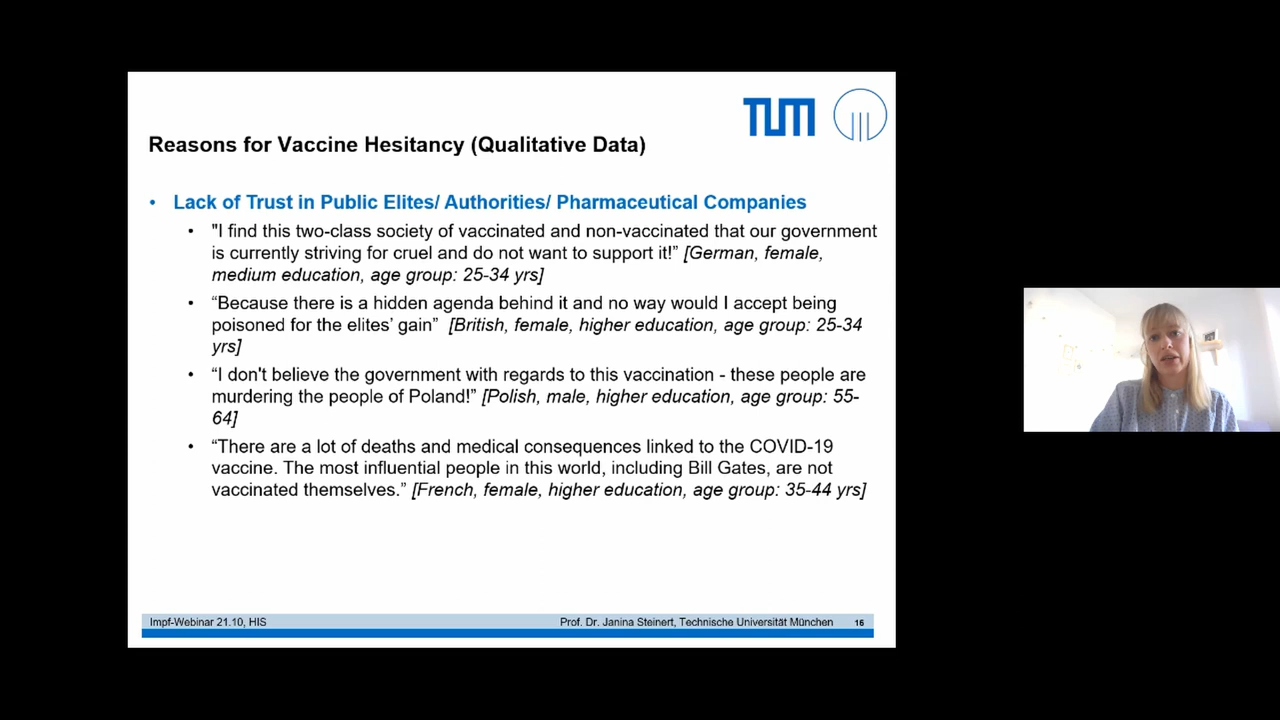 TUM
Reasons for Vaccine Hesitancy (Qualitative Data)
• Lack of Trust in Public Elites/ Authorities/ Pharmaceutical Companies
• "I find this two-class society of vaccinated and non-vaccinated that our government
is currently striving for cruel and do not want to support it!” [German, female,
medium education, age group: 25-34 yrs]
• “Because there is a hidden agenda behind it and no way would I accept being
poisoned for the elites’ gain” [British, female, higher education, age group: 25-34
yrs]
• “I don't believe the government with regards to this vaccination - these people are
murdering the people of Poland!” [Polish, male, higher education, age group: 55-
64]
• “There are a lot of deaths and medical consequences linked to the COVID-19
vaccine. The most influential people in this world, including Bill Gates, are not
vaccinated themselves.” [French, female, higher education, age group: 35-44 yrs]
Impf-Webinar 21.10, HIS Prof. Dr. Janina Steinert, Technische Universität München 16